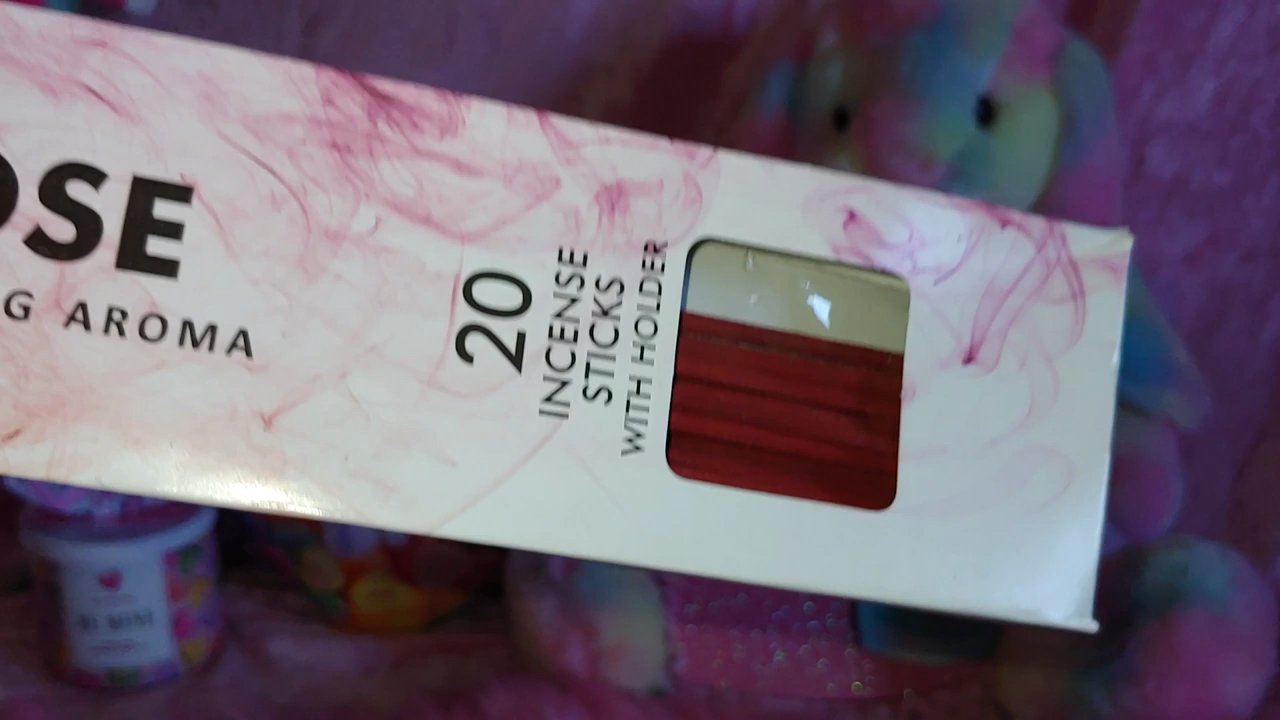 OSE
G AROMA
20
INCENSE
STICKS
WITH HOLDER